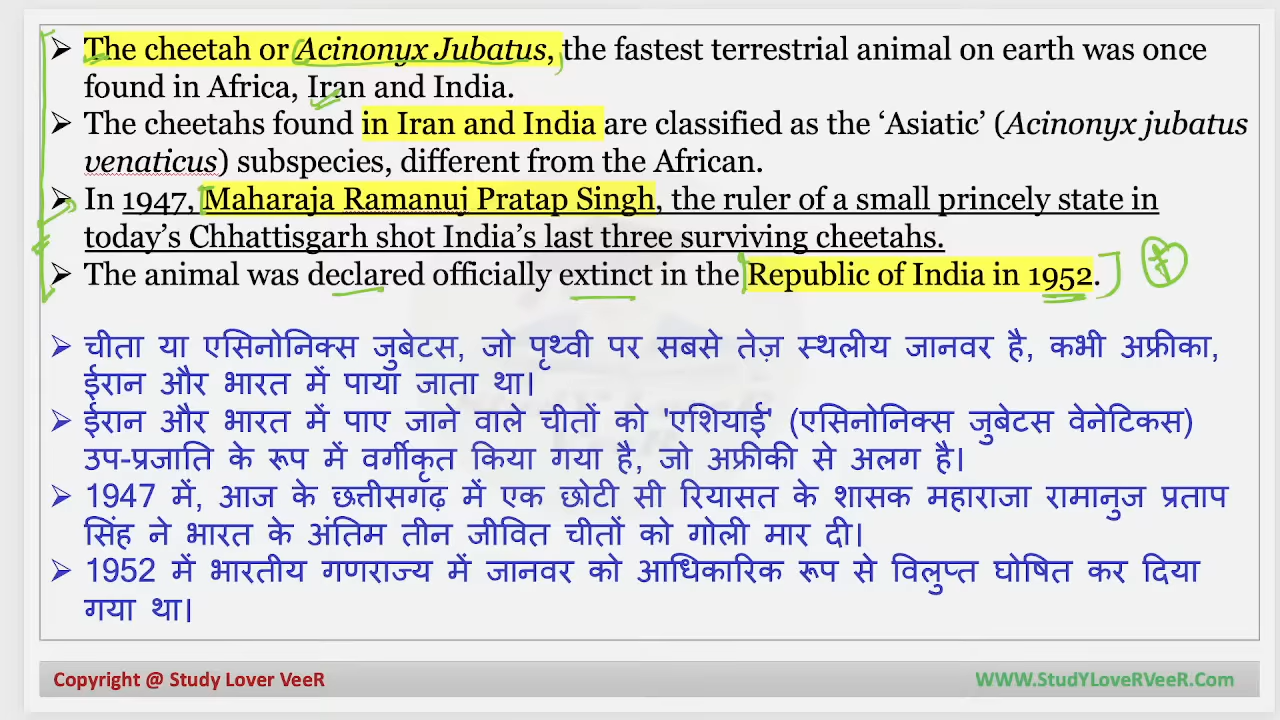 ➢ The cheetah or Acinonyx Jubatus, the fastest terrestrial animal on earth was once
found in Africa, Iran and India.
➢ The cheetahs found in Iran and India are classified as the ‘Asiatic’ (Acinonyx jubatus
venaticus) subspecies, different from the African.
➢ In 1947, Maharaja Ramanuj Pratap Singh, the ruler of a small princely state in
today’s Chhattisgarh shot India’s last three surviving cheetahs.
➢ The animal was declared officially extinct in the Republic of India in 1952.
➢ चीता या एसिनोनिक्स जुबेटस, जो पृथ्वी पर सबसे तेज़ स्थलीय जानवर है, कभी अफ्रीका,
ईरान और भारत में पाया जाता था।
➢ ईरान और भारत में पाए जाने वाले चीतों को 'एशियाई' (एसिनोनिक्स जुबेटस वेनेटिकस)
उप-प्रजाति के रूप में वर्गीकृत किया गया है, जो अफ्रीकी से अलग है।
➢ 1947 में, आज के छत्तीसगढ़ में एक छोटी सी रियासत के शासक महाराजा रामानुज प्रताप
सिंह ने भारत के अंतिम तीन जीवित चीतों को गोली मार दी।
➢ 1952 में भारतीय गणराज्य में जानवर को आधिकारिक रूप से विलुप्त घोषित कर दिया
गया था।
Copyright @ Study Lover VeeR
WWW.StudYLoveRVeeR.Com